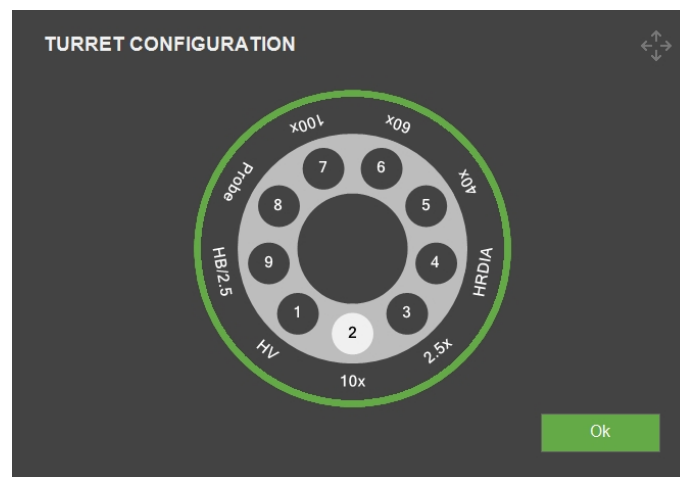 TURRET CONFIGURATION
100x
60x
Probe
40x
7
6
8
5
HB/2.5
9
4
HRDIA
1
3
2
HV
2.5x
10x
Ok